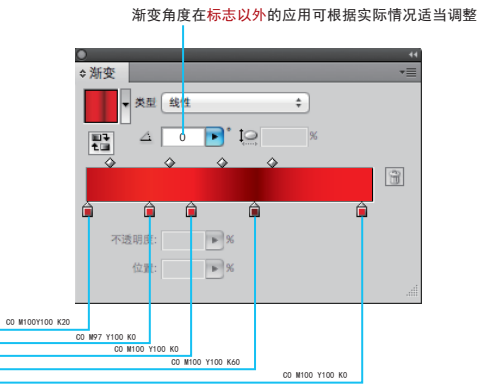 渐变角度在标志以外的应用可根据实际情况适当调整
渐变
类型 线性
0 ° %
不透明度: %
位置: %
C0 M100Y100 K20
C0 M97 Y100 K0
C0 M100 Y100 K0
C0 M100 Y100 K60
C0 M100 Y100 K0